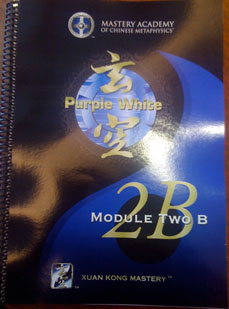 MASTERY ACADEMY
OF CHINESE METAPHYSICS™
玄
Purple White
空
2B
MODULE TWO B
XUAN KONG MASTERY™